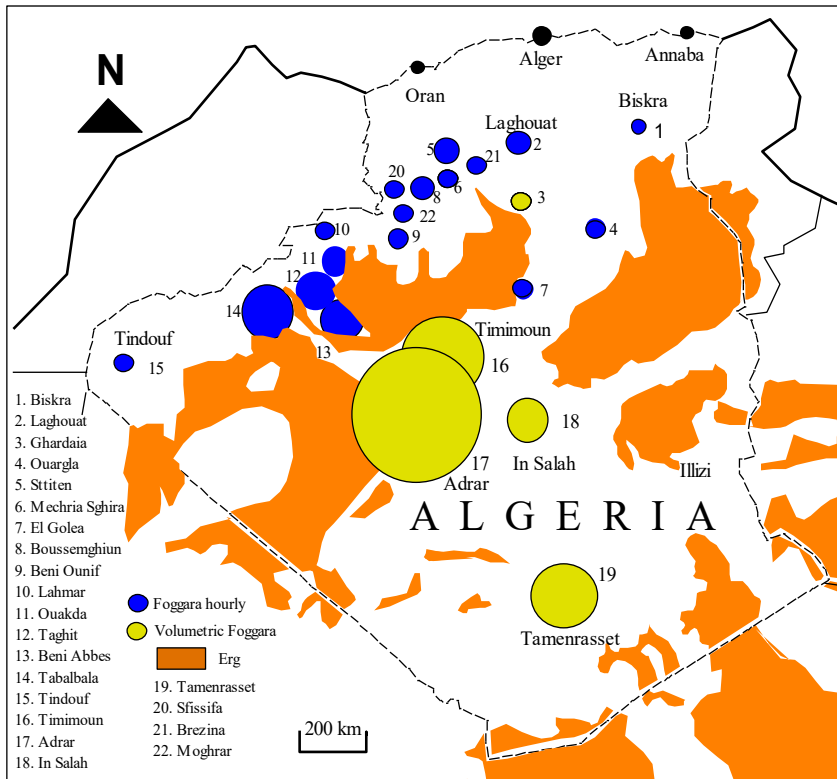 N
Oran
Alger
Annaba
Biskra
1
Laghouat
2
5
21
20
8
6
22
3
10
9
4
11
12
7
14
13
Timimoun
16
Tindouf
15
18
In Salah
17
Adrar
Illizi
ALGERIA
19
Tamenrasset
1. Biskra
2. Laghouat
3. Ghardaia
4. Ouargla
5. Sttiten
6. Mechria Sghira
7. El Golea
8. Boussemghiun
9. Beni Ounif
10. Lahmar
11. Ouakda
12. Taghit
13. Beni Abbes
14. Tabalbala
15. Tindouf
16. Timimoun
17. Adrar
18. In Salah
Foggara hourly
Volumetric Foggara
Erg
19. Tamenrasset
20. Sfissifa
21. Brezina
22. Moghrar
200 km